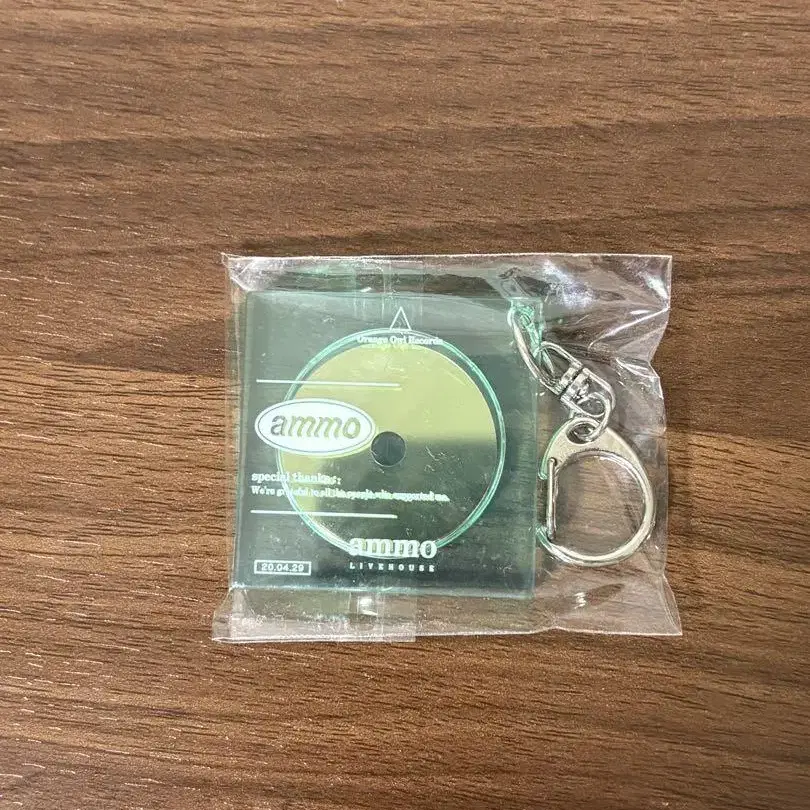 Orange Owl Records
ammo
special thanks:
We're grateful to all the people who supported me.
ammo
LIVEHOUSE
20.04.29